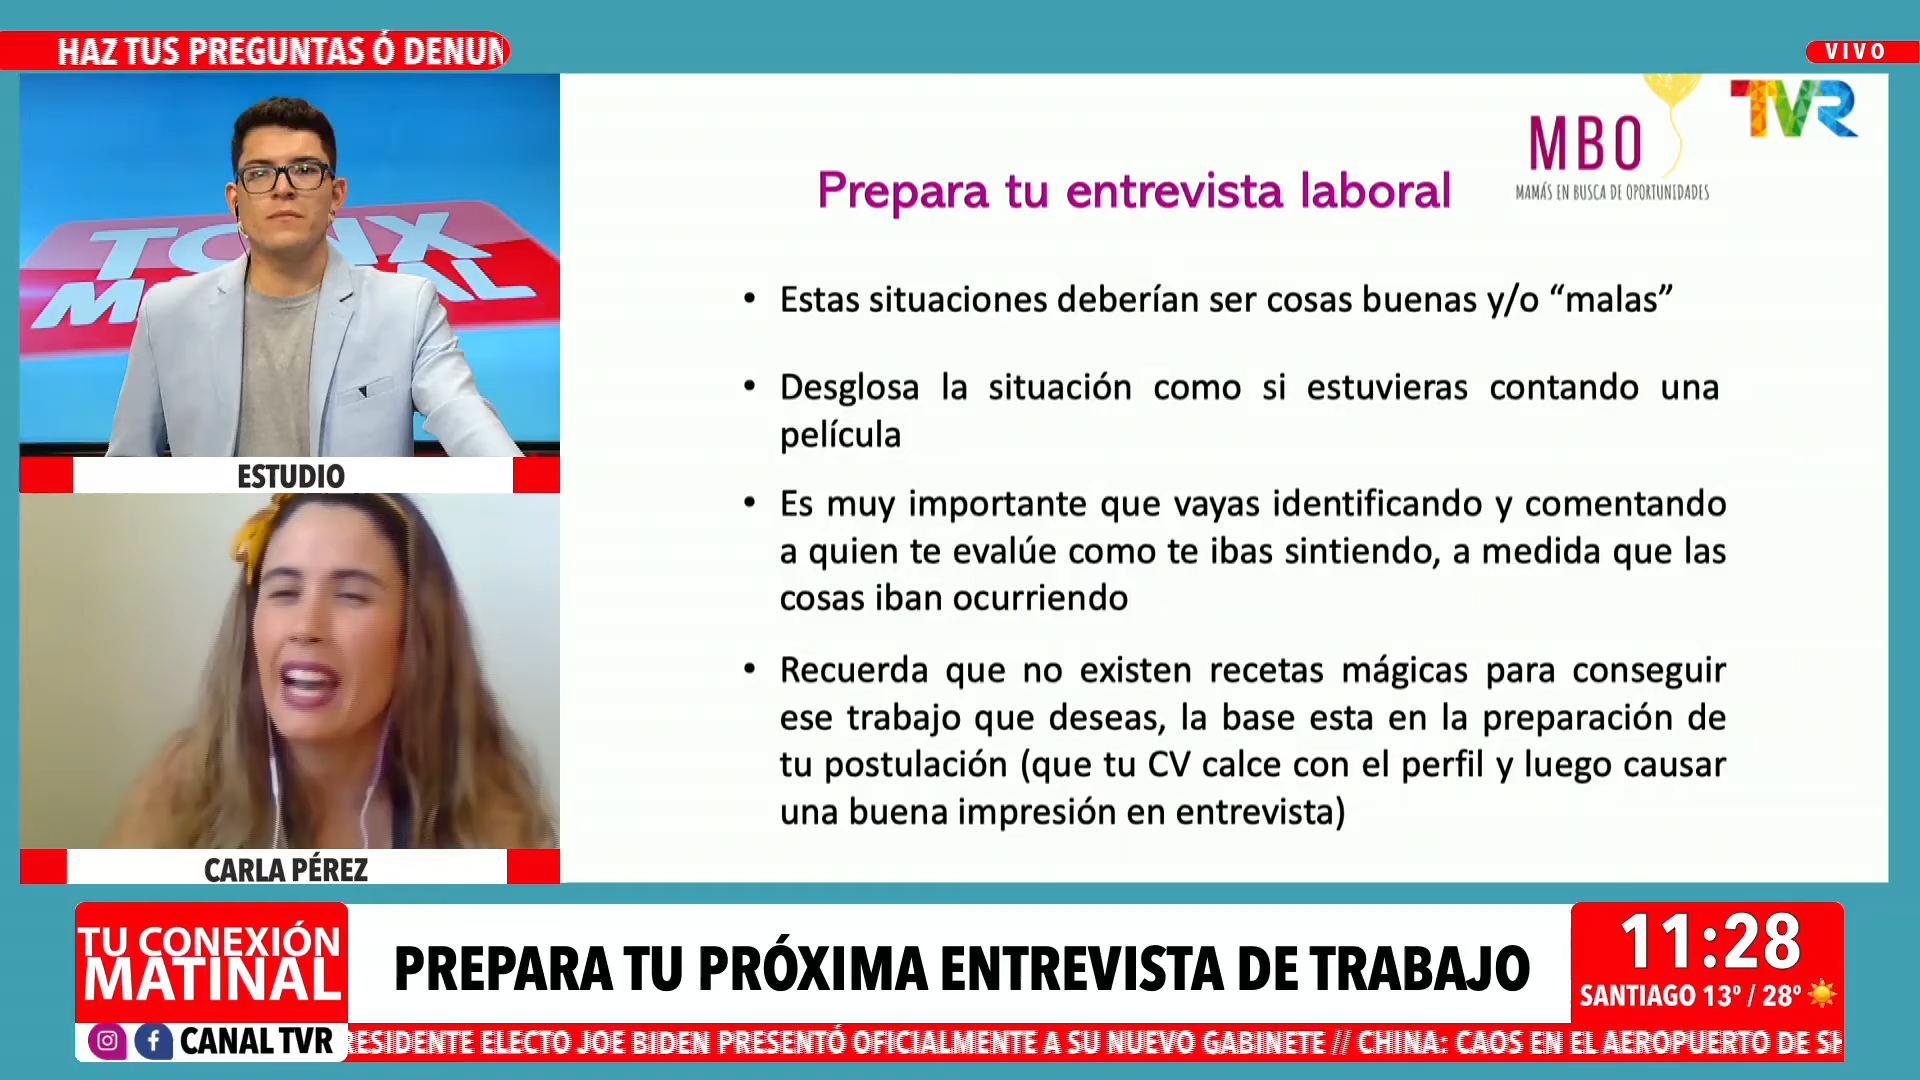 HAZ TUS PREGUNTAS Ó DENUN
VIVO
TVR
MBO
MAMÁS EN BUSCA DE OPORTUNIDADES
Prepara tu entrevista laboral
• Estas situaciones deberían ser cosas buenas y/o “malas”
• Desglosa la situación como si estuvieras contando una
película
• Es muy importante que vayas identificando y comentando
a quien te evalúe como te ibas sintiendo, a medida que las
cosas iban ocurriendo
• Recuerda que no existen recetas mágicas para conseguir
ese trabajo que deseas, la base esta en la preparación de
tu postulación (que tu CV calce con el perfil y luego causar
una buena impresión en entrevista)
ESTUDIO
CARLA PÉREZ
TU CONEXIÓN
MATINAL
PREPARA TU PRÓXIMA ENTREVISTA DE TRABAJO
11:28
SANTIAGO 13º / 28º
CANAL TVR
RESIDENTE ELECTO JOE BIDEN PRESENTÓ OFICIALMENTE A SU NUEVO GABINETE // CHINA: CAOS EN EL AEROPUERTO DE SH